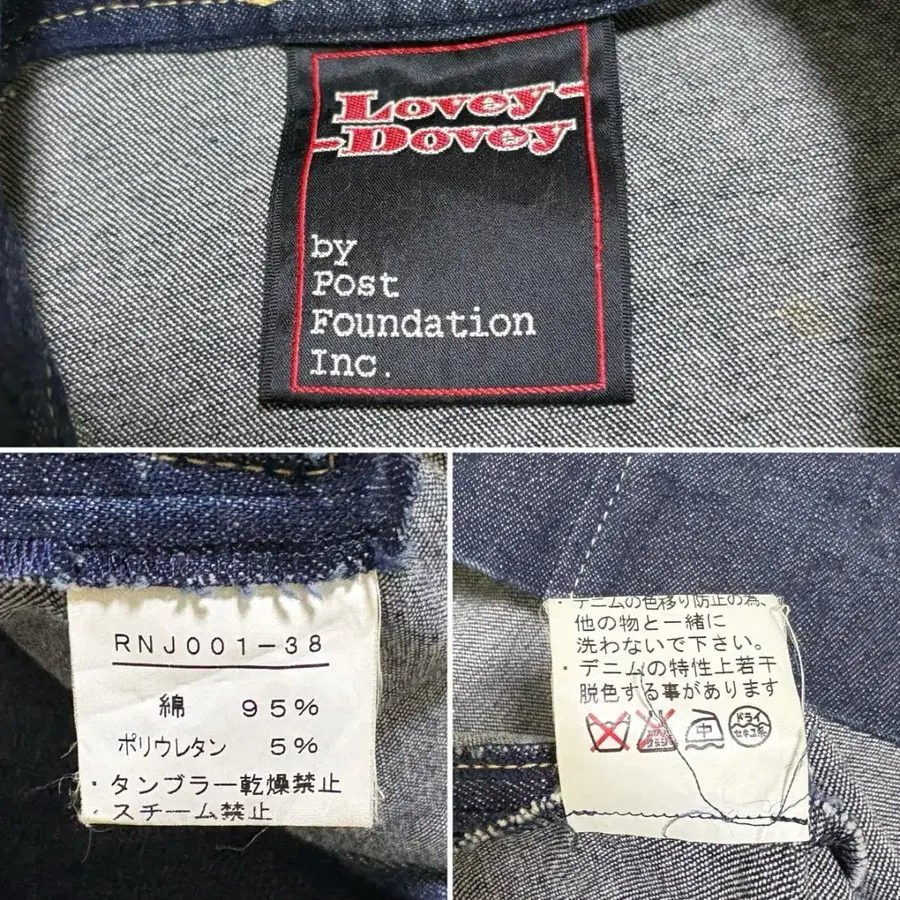 Lovey-
-Dovey
by
Post
Foundation
Inc.
RNJ001-38
綿 95%
ポリウレタン 5%
・タンブラー乾燥禁止
スチーム禁止
・デニムの色移り防止の為、
他の物と一緒に
洗わないで下さい。
・デニムの特性上若干
脱色する事があります
中
ドライ
セキユ系